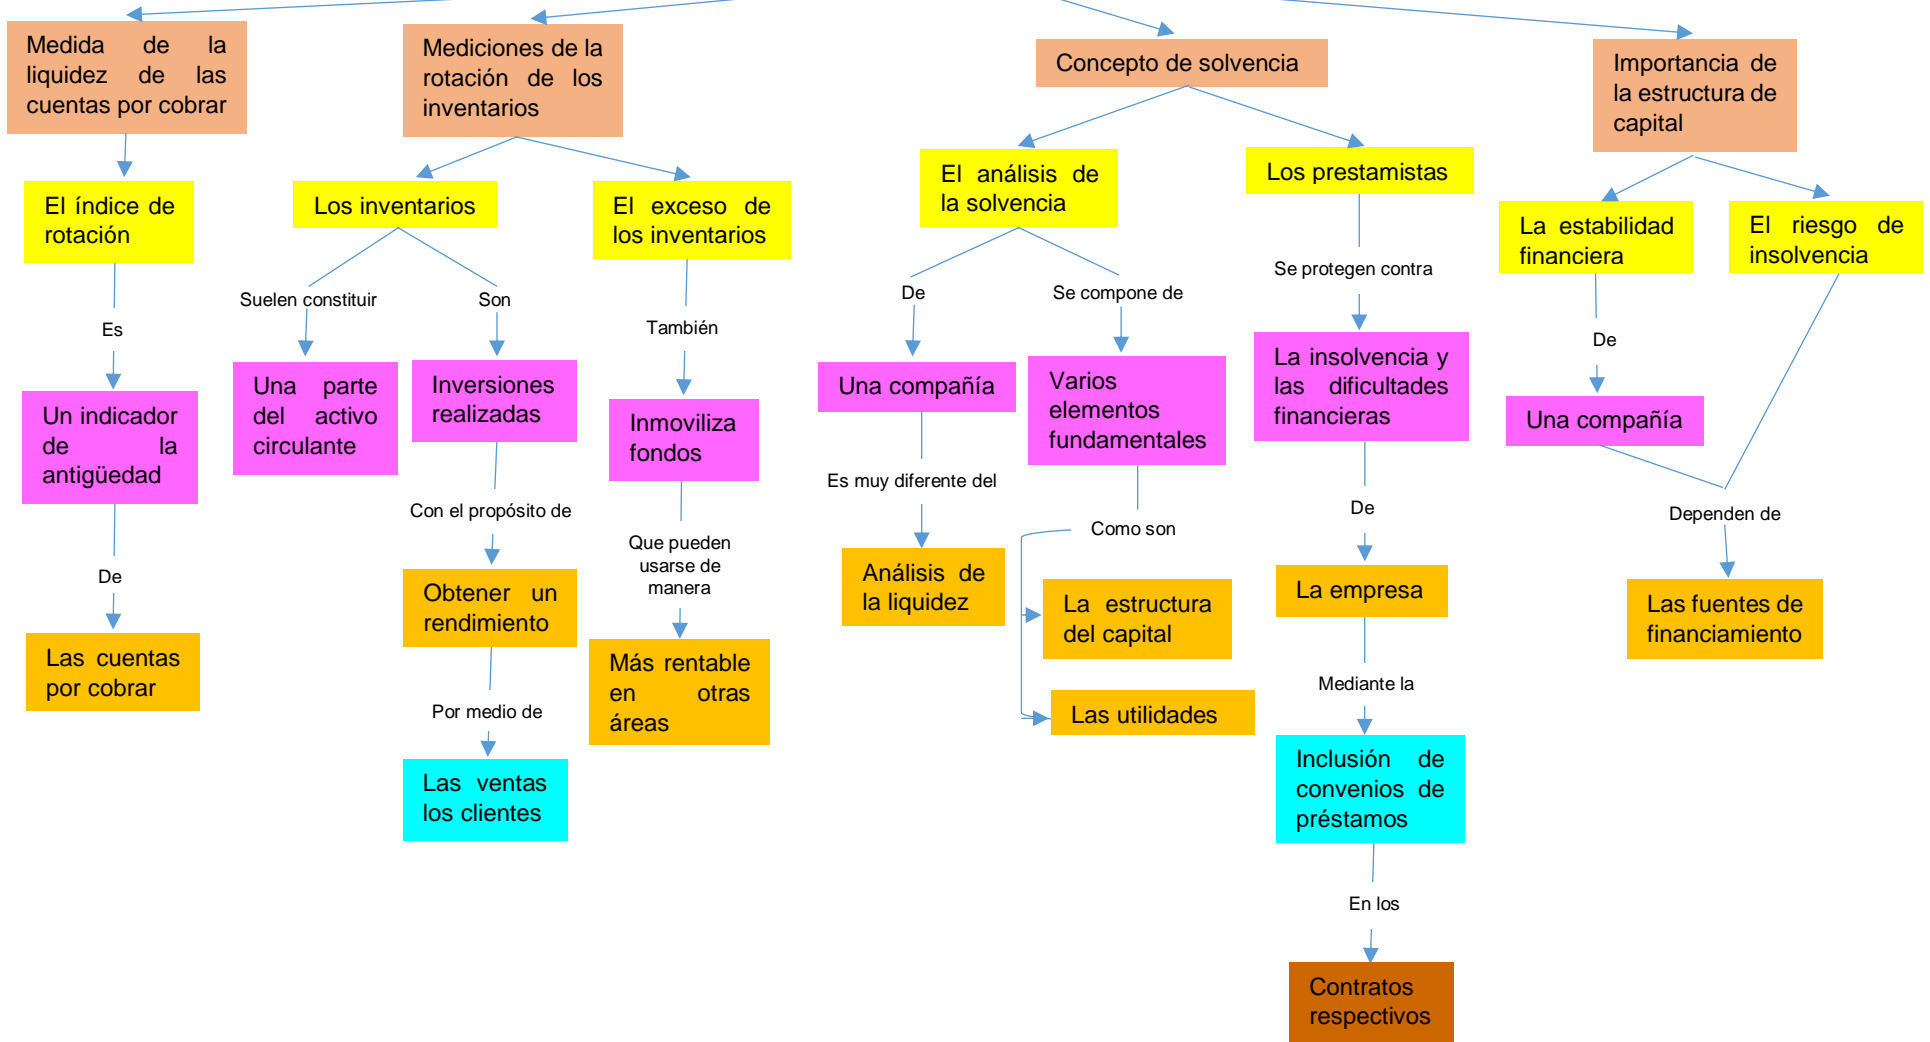 Medida de la
liquidez de las
cuentas por cobrar
El índice de
rotación
Es
Un indicador
de la
antigüedad
De
Las cuentas
por cobrar
Mediciones de la
rotación de los
inventarios
Los inventarios
Suelen constituir
Una parte
del activo
circulante
Son
Inversiones
realizadas
Con el propósito de
Obtener un
rendimiento
Por medio de
Las ventas
los clientes
El exceso de
los inventarios
También
Inmoviliza
fondos
Que pueden
usarse de
manera
Más rentable
en otras
áreas
Concepto de solvencia
El análisis de
la solvencia
De
Una compañía
Es muy diferente del
Análisis de
la liquidez
Se compone de
Varios
elementos
fundamentales
Como son
La estructura
del capital
Las utilidades
Los prestamistas
Se protegen contra
La insolvencia y
las dificultades
financieras
De
La empresa
Mediante la
Inclusión de
convenios de
préstamos
En los
Contratos
respectivos
Importancia de
la estructura de
capital
La estabilidad
financiera
De
Una compañía
El riesgo de
insolvencia
Dependen de
Las fuentes de
financiamiento